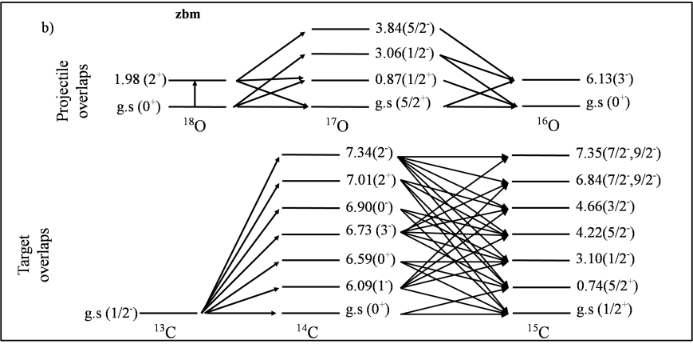 b)
zbm
Projectile
overlaps
3.84(5/2⁻)
3.06(1/2⁻)
1.98 (2⁺)
0.87(1/2⁺)
6.13(3⁻)
g.s (0⁺)
g.s (5/2⁺)
g.s (0⁺)
¹⁸O
¹⁷O
¹⁶O
Target
overlaps
7.34(2⁻)
7.35(7/2⁻,9/2⁻)
7.01(2⁺)
6.84(7/2⁻,9/2⁻)
6.90(0⁻)
4.66(3/2⁻)
6.73 (3⁻)
4.22(5/2⁻)
6.59(0⁺)
3.10(1/2⁻)
6.09(1⁻)
0.74(5/2⁺)
g.s (1/2⁻)
g.s (0⁺)
g.s (1/2⁺)
¹³C
¹⁴C
¹⁵C